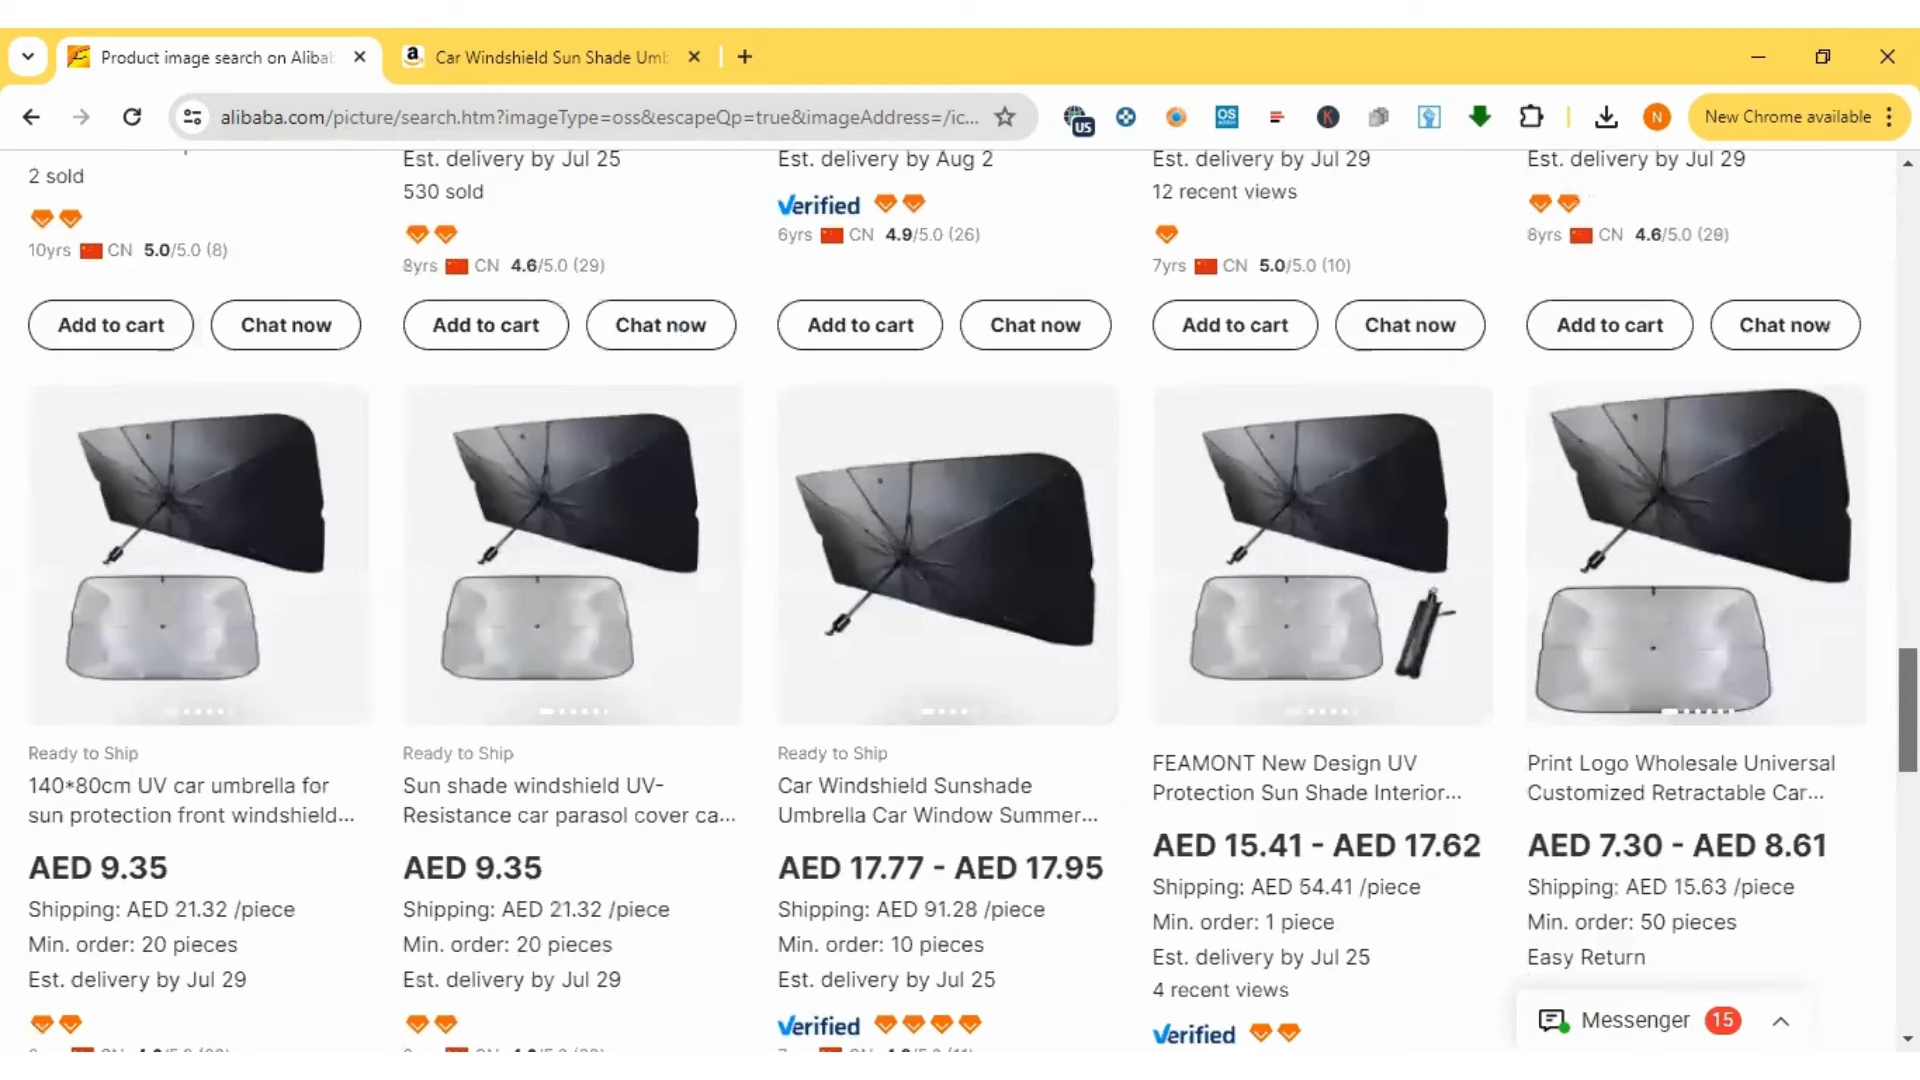 Product image search on Alibal
Car Windshield Sun Shade Umb
alibaba.com/picture/search.htm?imageType=oss&escapeQp=true&imageAddress=/ic...
US
OS
K
N
New Chrome available
2 sold
10yrs CN 5.0/5.0 (8)
Est. delivery by Jul 25
530 sold
8yrs CN 4.6/5.0 (29)
Est. delivery by Aug 2
Verified
6yrs CN 4.9/5.0 (26)
Est. delivery by Jul 29
12 recent views
7yrs CN 5.0/5.0 (10)
Est. delivery by Jul 29
8yrs CN 4.6/5.0 (29)
Add to cart Chat now
Add to cart Chat now
Add to cart Chat now
Add to cart Chat now
Add to cart Chat now
Ready to Ship
140*80cm UV car umbrella for
sun protection front windshield...
AED 9.35
Shipping: AED 21.32 /piece
Min. order: 20 pieces
Est. delivery by Jul 29
Ready to Ship
Sun shade windshield UV-
Resistance car parasol cover ca...
AED 9.35
Shipping: AED 21.32 /piece
Min. order: 20 pieces
Est. delivery by Jul 29
Ready to Ship
Car Windshield Sunshade
Umbrella Car Window Summer...
AED 17.77 - AED 17.95
Shipping: AED 91.28 /piece
Min. order: 10 pieces
Est. delivery by Jul 25
Verified
FEAMONT New Design UV
Protection Sun Shade Interior...
AED 15.41 - AED 17.62
Shipping: AED 54.41 /piece
Min. order: 1 piece
Est. delivery by Jul 25
4 recent views
Verified
Print Logo Wholesale Universal
Customized Retractable Car...
AED 7.30 - AED 8.61
Shipping: AED 15.63 /piece
Min. order: 50 pieces
Easy Return
Messenger 15